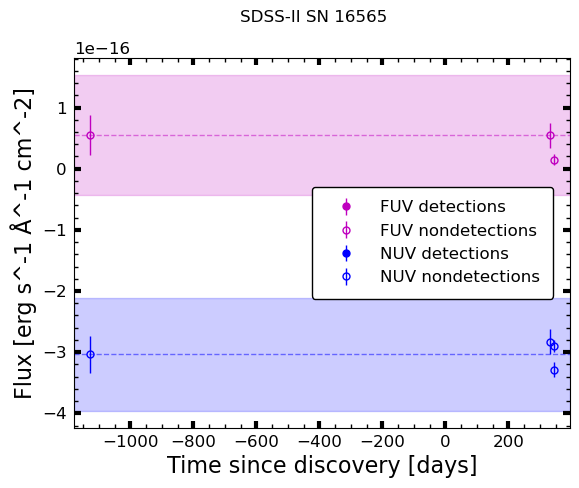 SDSS-II SN 16565
1e−16
Flux [erg s^-1 Å^-1 cm^-2]
1
0
−1
−2
−3
−4
FUV detections
FUV nondetections
NUV detections
NUV nondetections
−1000 −800 −600 −400 −200 0 200
Time since discovery [days]